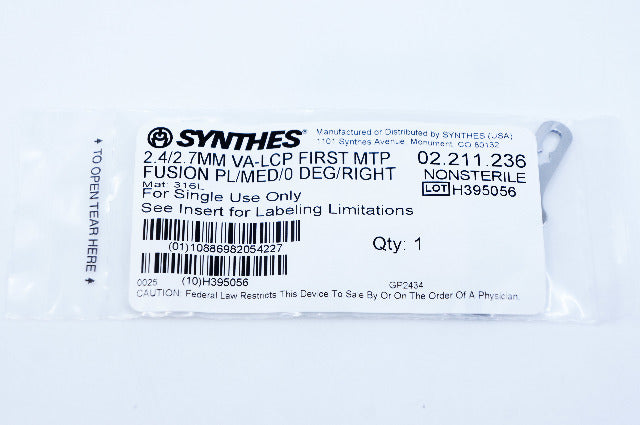 TO OPEN TEAR HERE
SYNTHES®
Manufactured or Distributed by SYNTHES (USA)
1101 Synthes Avenue, Monument, CO 80132
2.4/2.7MM VA-LCP FIRST MTP
FUSION PL/MED/0 DEG/RIGHT
02.211.236
NONSTERILE
LOT H395056
Mat: 316L
For Single Use Only
See Insert for Labeling Limitations
(01)10886982054227
Qty: 1
(10)H395056
0025
GP2434
CAUTION: Federal Law Restricts This Device To Sale By Or On The Order Of A Physician.